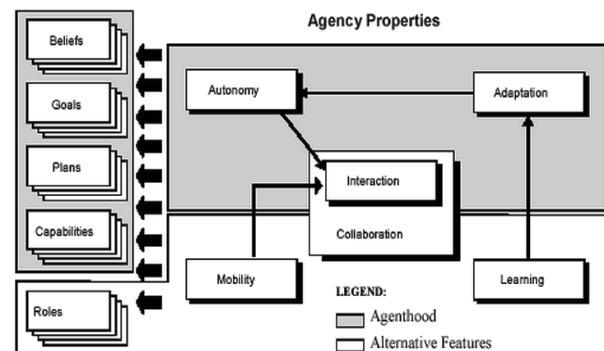 Agency Properties
Beliefs
Goals
Plans
Capabilities
Roles
Autonomy
Adaptation
Interaction
Collaboration
Mobility
Learning
LEGEND:
Agenthood
Alternative Features